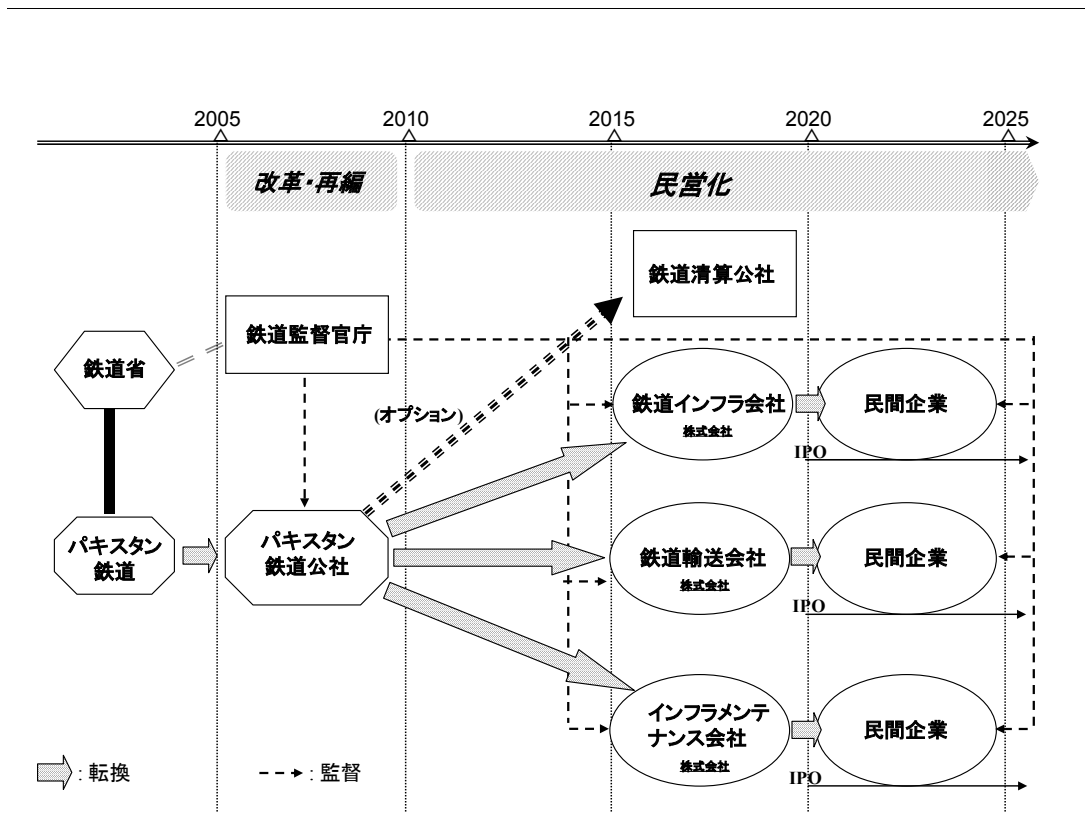 2005
2010
2015
2020
2025
改革・再編
民営化
鉄道清算公社
鉄道監督官庁
鉄道省
(オプション)
鉄道インフラ会社
株式会社
民間企業
IPO
パキスタン
鉄道
パキスタン
鉄道公社
鉄道輸送会社
株式会社
民間企業
IPO
インフラメンテ
ナンス会社
株式会社
民間企業
IPO
: 転換
: 監督